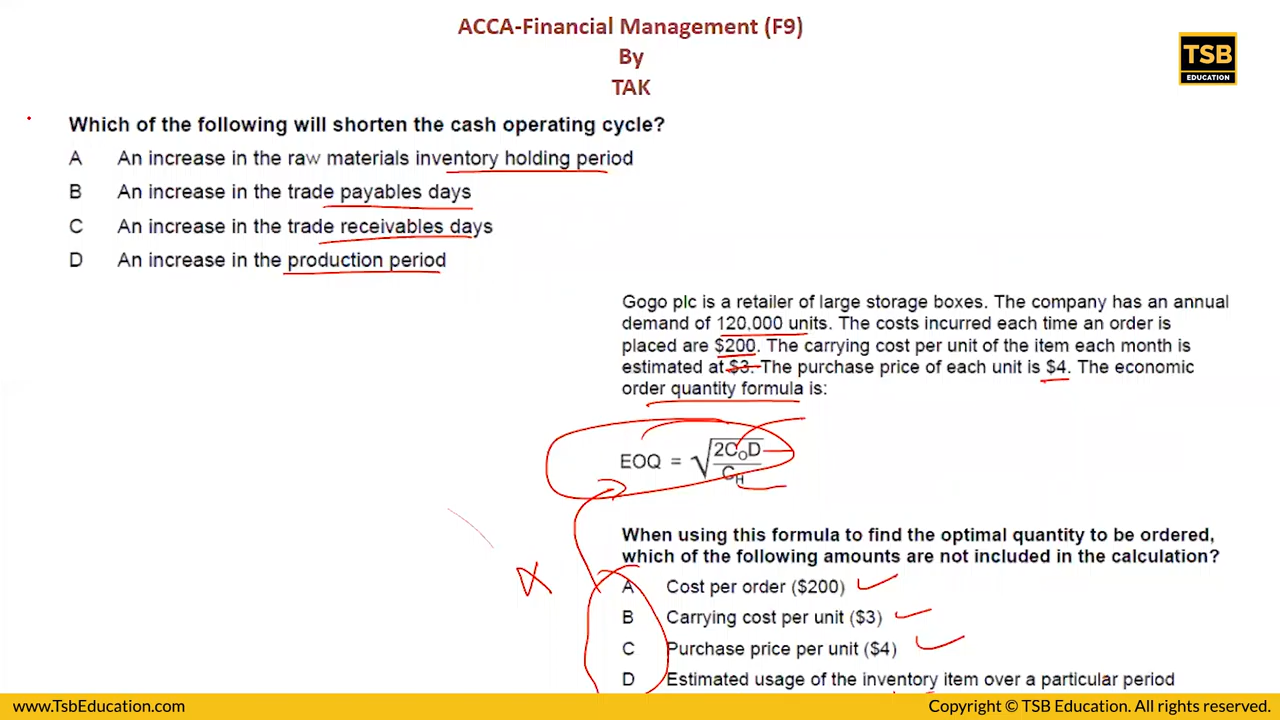 ACCA-Financial Management (F9)
By
TAK
TSB
EDUCATION
Which of the following will shorten the cash operating cycle?
A An increase in the raw materials inventory holding period
B An increase in the trade payables days
C An increase in the trade receivables days
D An increase in the production period
Gogo plc is a retailer of large storage boxes. The company has an annual
demand of 120,000 units. The costs incurred each time an order is
placed are $200. The carrying cost per unit of the item each month is
estimated at $3. The purchase price of each unit is $4. The economic
order quantity formula is:
EOQ = √(2C₀D / C_H)
When using this formula to find the optimal quantity to be ordered,
which of the following amounts are not included in the calculation?
A Cost per order ($200)
B Carrying cost per unit ($3)
C Purchase price per unit ($4)
D Estimated usage of the inventory item over a particular period
www.TsbEducation.com
Copyright © TSB Education. All rights reserved.